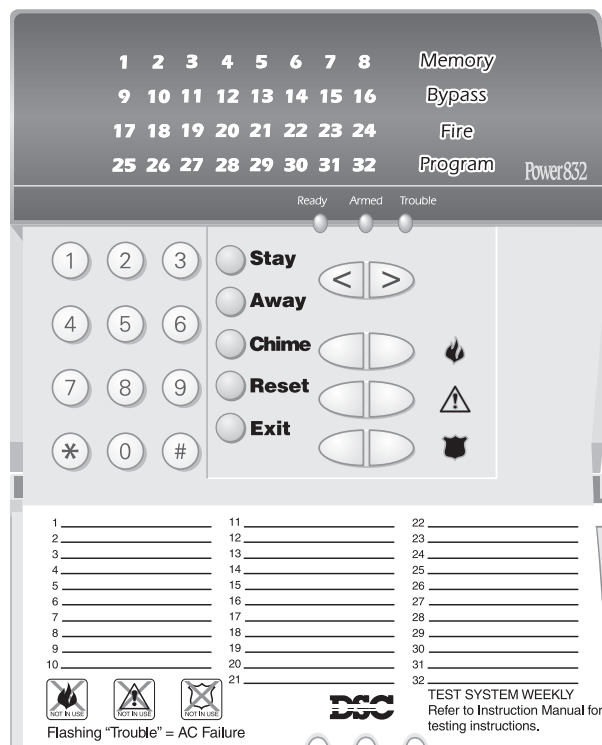 1 2 3 4 5 6 7 8 Memory
9 10 11 12 13 14 15 16 Bypass
17 18 19 20 21 22 23 24 Fire
25 26 27 28 29 30 31 32 Program
Power832
Ready Armed Trouble
1 2 3
4 5 6
7 8 9
* 0 #
Stay
Away
Chime
Reset
Exit
< >
1
2
3
4
5
6
7
8
9
10
11
12
13
14
15
16
17
18
19
20
21
22
23
24
25
26
27
28
29
30
31
32
NOT IN USE
NOT IN USE
NOT IN USE
Flashing "Trouble" = AC Failure
DSC
TEST SYSTEM WEEKLY
Refer to Instruction Manual for
testing instructions.